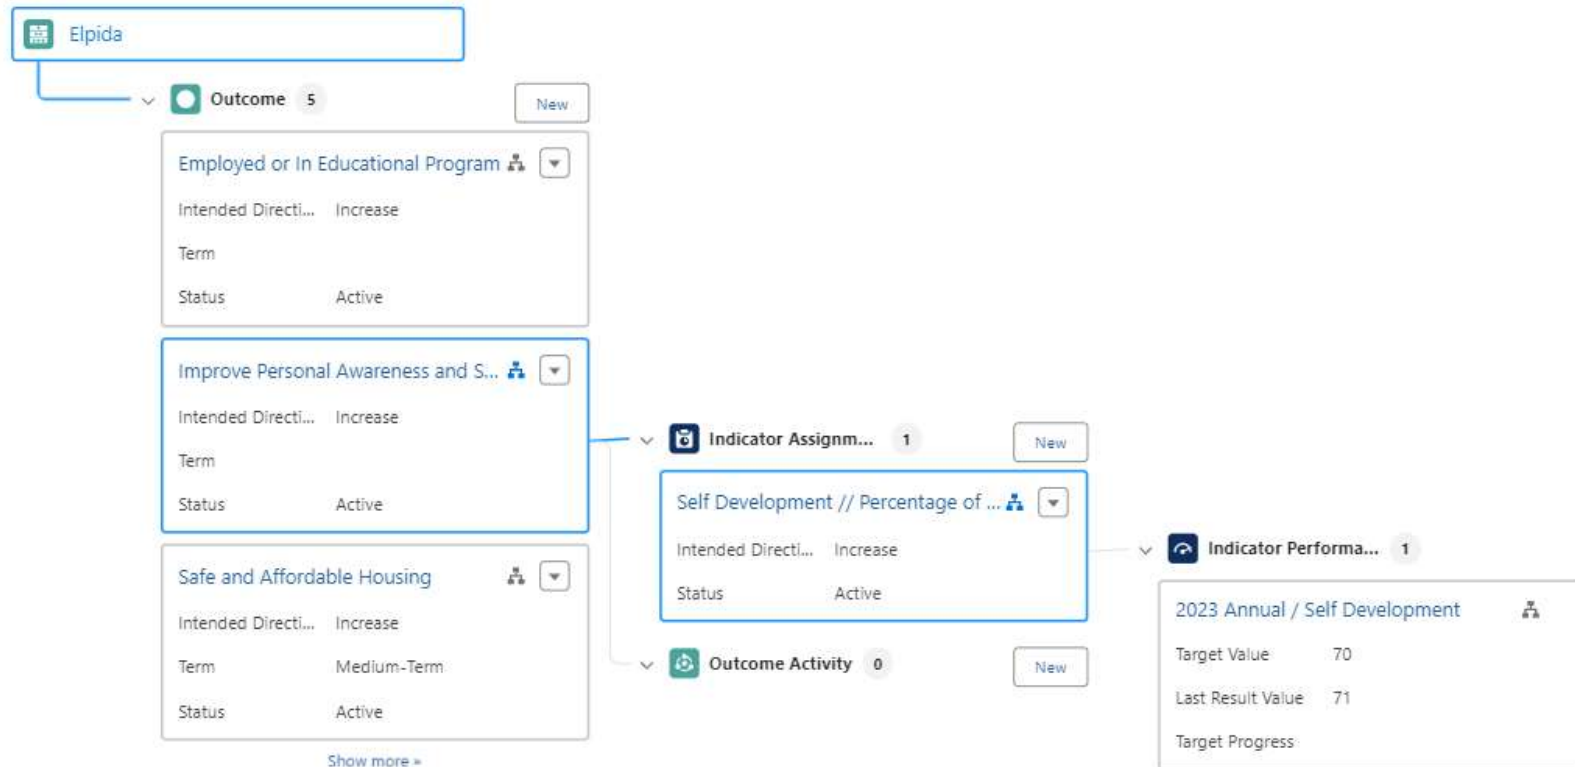 Elpida
Outcome 5
New
Employed or In Educational Program
Intended Directi... Increase
Term
Status Active
Improve Personal Awareness and S...
Intended Directi... Increase
Term
Status Active
Safe and Affordable Housing
Intended Directi... Increase
Term Medium-Term
Status Active
Show more »
Indicator Assignm... 1
New
Self Development // Percentage of ...
Intended Directi... Increase
Status Active
Outcome Activity 0
New
Indicator Performa... 1
2023 Annual / Self Development
Target Value 70
Last Result Value 71
Target Progress